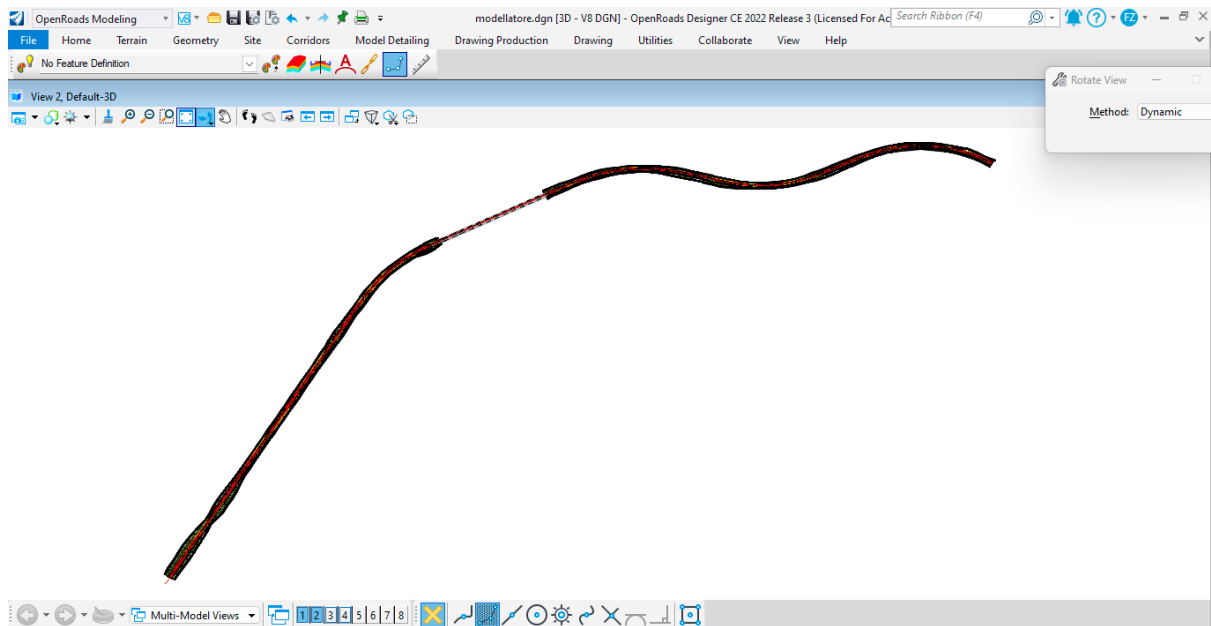 OpenRoads Modeling modellatore.dgn [3D - V8 DGN] - OpenRoads Designer CE 2022 Release 3 (Licensed For Ac Search Ribbon (F4) FZ
File Home Terrain Geometry Site Corridors Model Detailing Drawing Production Drawing Utilities Collaborate View Help
No Feature Definition
Rotate View
View 2, Default-3D
Method: Dynamic
Multi-Model Views 1 2 3 4 5 6 7 8